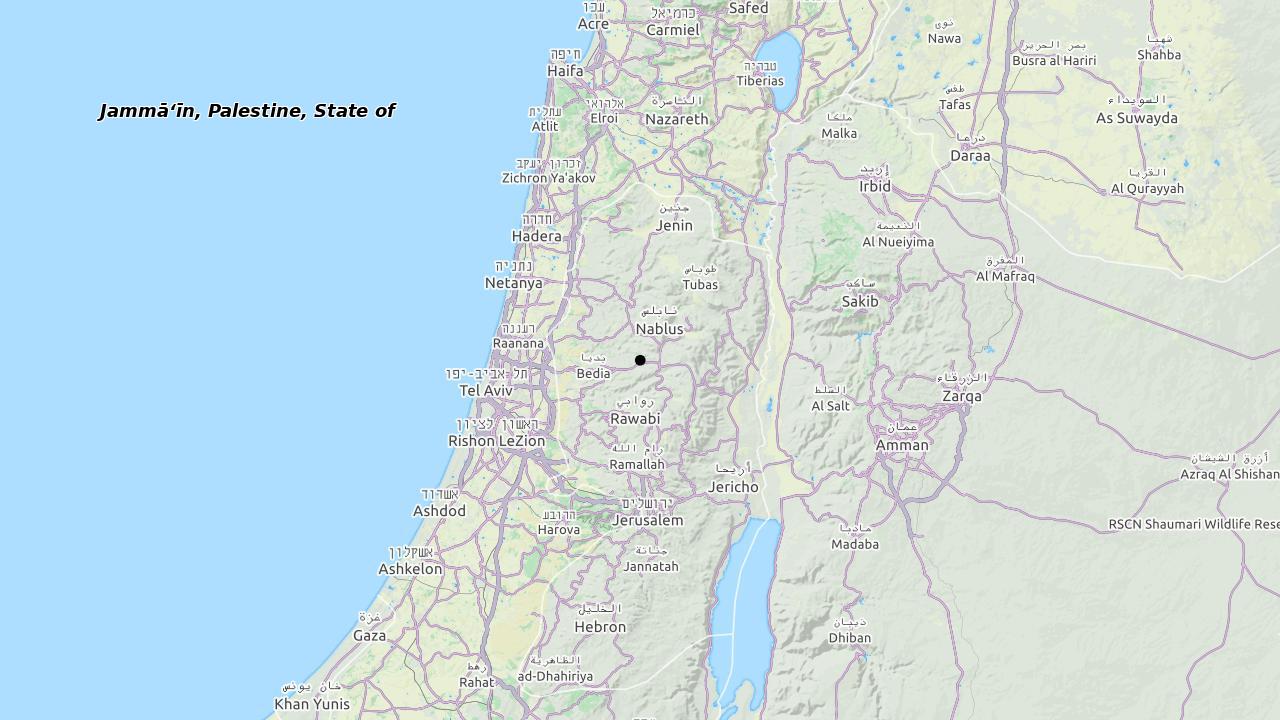 Safed
עכו
Acre
כרמיאל
Carmiel
نوى
Nawa
شهبا
Shahba
بصر الحرير
Busra al Hariri
חיפה
Haifa
טבריה
Tiberias
طفس
Tafas
السويداء
As Suwayda
Jammā‘īn, Palestine, State of
עתלית
Atlit
אלרואי
Elroi
الناصرة
Nazareth
ملكا
Malka
درعا
Daraa
זכרון יעקב
Zichron Ya'akov
إربد
Irbid
القريا
Al Qurayyah
חדרה
Hadera
جنين
Jenin
النعيمة
Al Nueiyima
נתניה
Netanya
طوباس
Tubas
ساكب
Sakib
المفرق
Al Mafraq
نابلس
Nablus
רעננה
Raanana
بديا
Bedia
תל-אביב-יפו
Tel Aviv
روابي
Rawabi
السلط
Al Salt
الزرقاء
Zarqa
ראשון לציון
Rishon LeZion
عمان
Amman
رام الله
Ramallah
أريحا
Jericho
أزرق الشيشان
Azraq Al Shishan
אשדוד
Ashdod
הרובע
Harova
ירושלים
Jerusalem
مادبا
Madaba
RSCN Shaumari Wildlife Rese
אשקלון
Ashkelon
جناتة
Jannatah
غزة
Gaza
الخليل
Hebron
ذيبان
Dhiban
رهط
Rahat
الظاهرية
ad-Dhahiriya
خان يونس
Khan Yunis